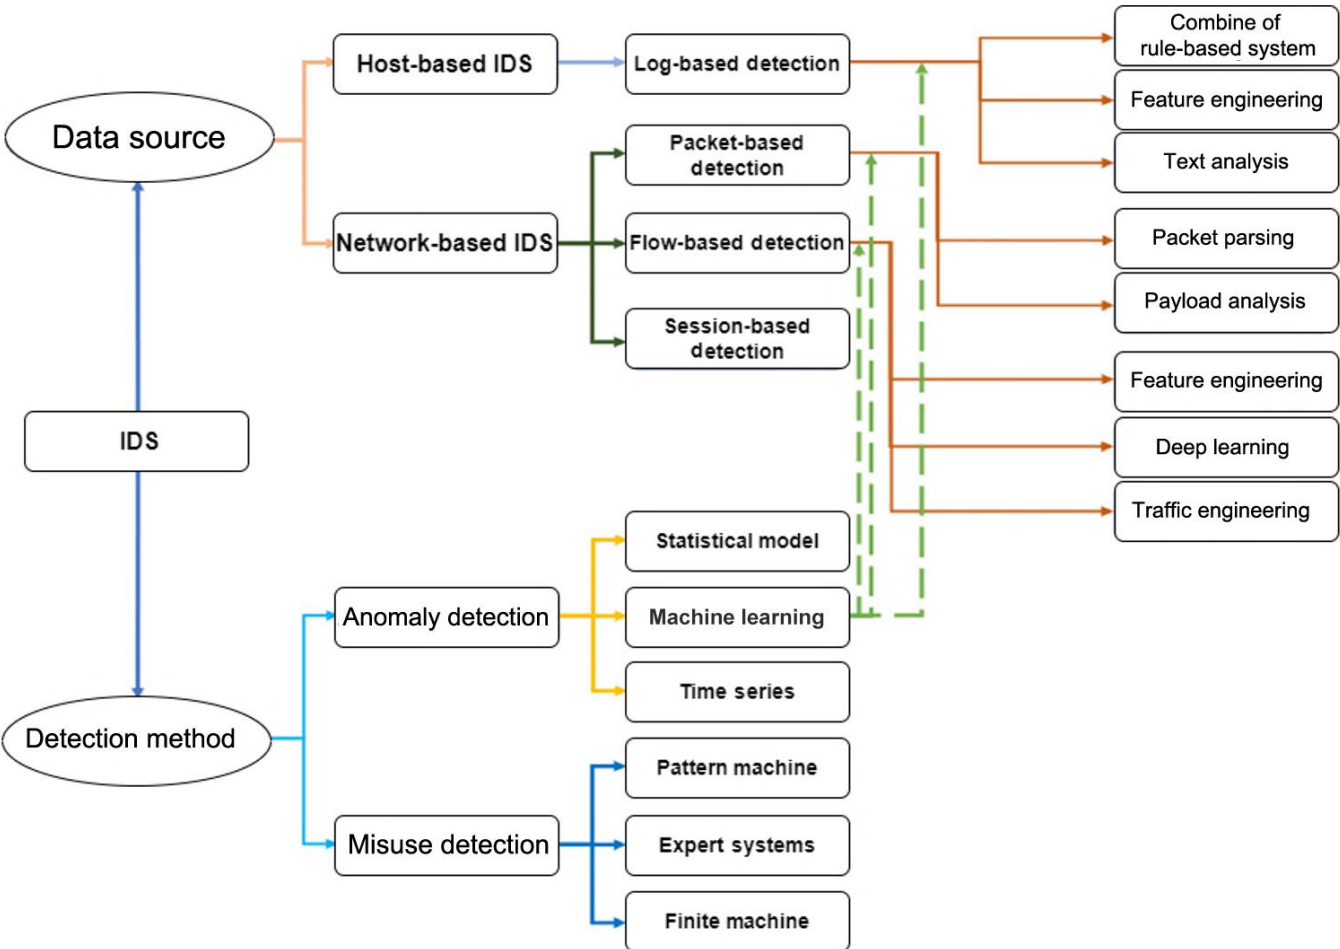 Combine of
rule-based system
Host-based IDS
Log-based detection
Feature engineering
Data source
Packet-based
detection
Text analysis
Network-based IDS
Flow-based detection
Packet parsing
Payload analysis
Session-based
detection
Feature engineering
IDS
Deep learning
Traffic engineering
Statistical model
Anomaly detection
Machine learning
Time series
Detection method
Pattern machine
Misuse detection
Expert systems
Finite machine